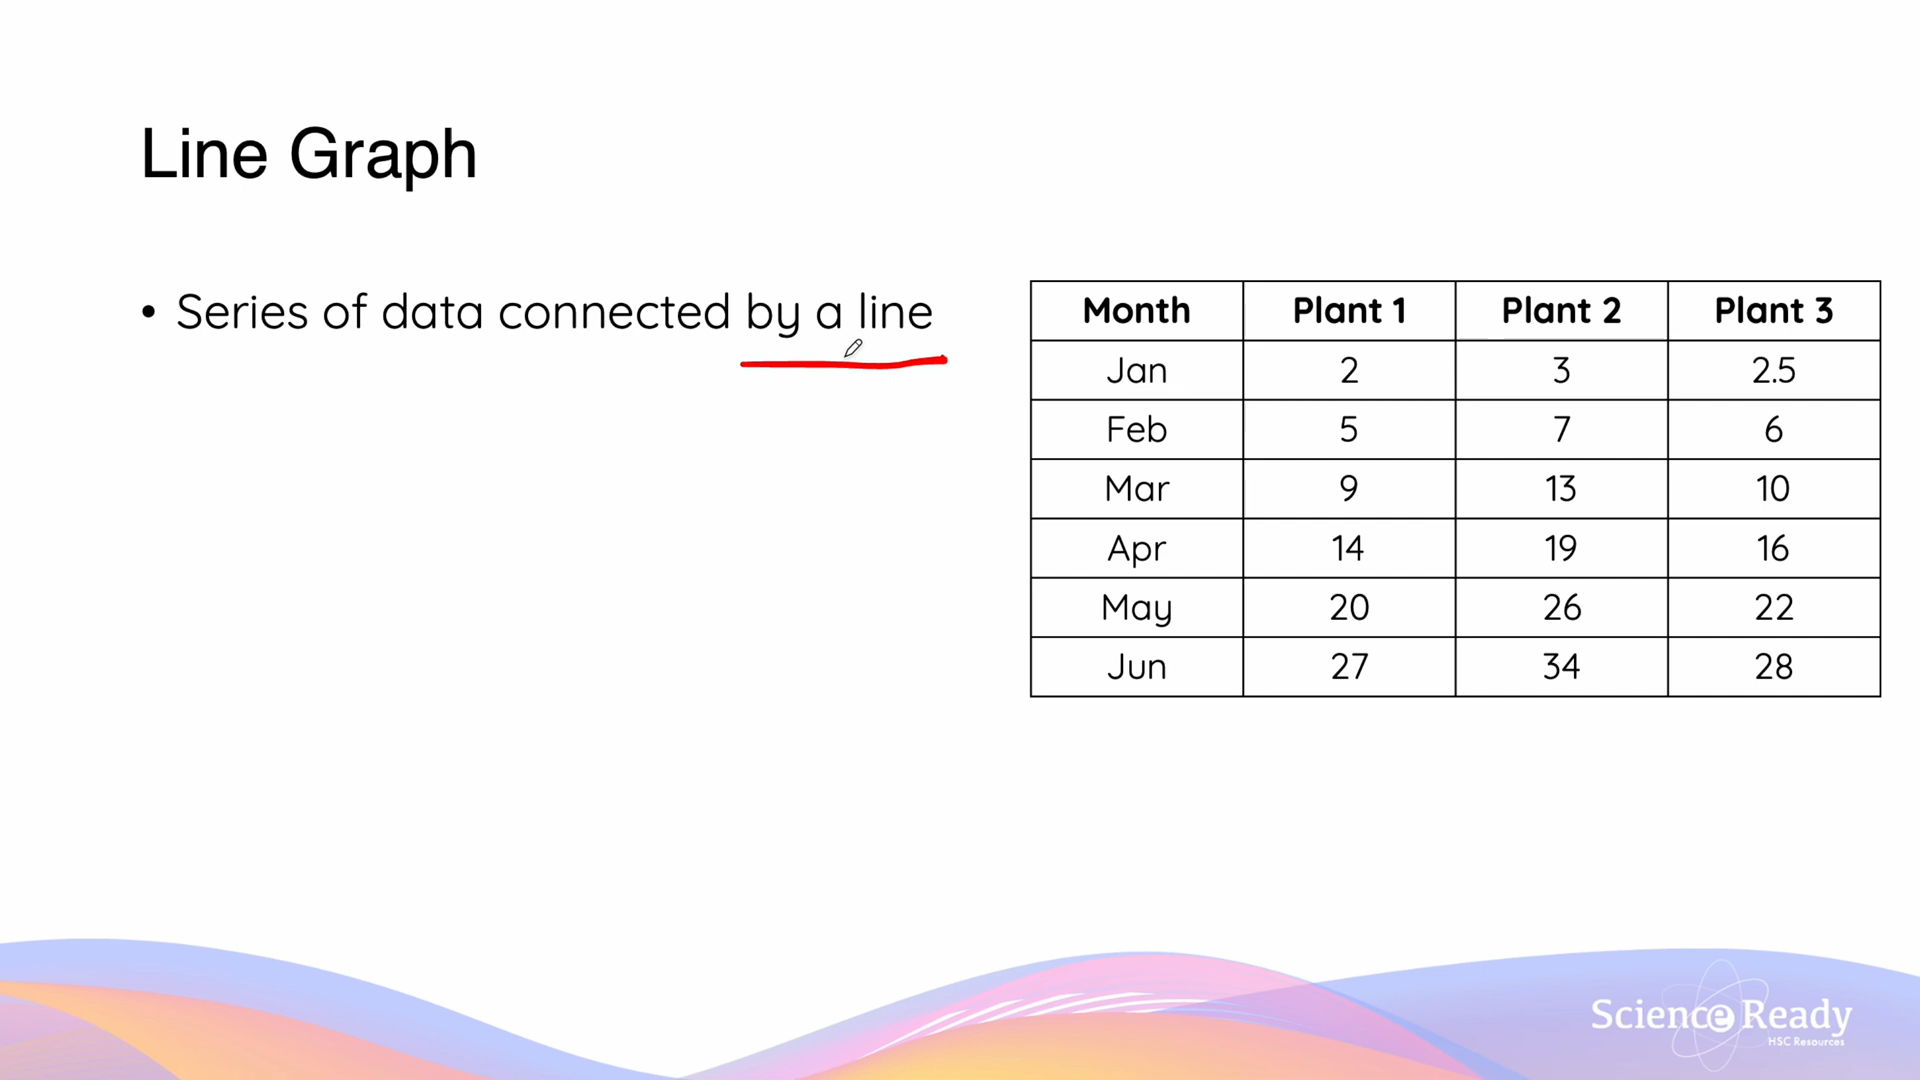 Line Graph
• Series of data connected by a line
Month Plant 1 Plant 2 Plant 3
Jan 2 3 2.5
Feb 5 7 6
Mar 9 13 10
Apr 14 19 16
May 20 26 22
Jun 27 34 28
Science Ready
HSC Resources